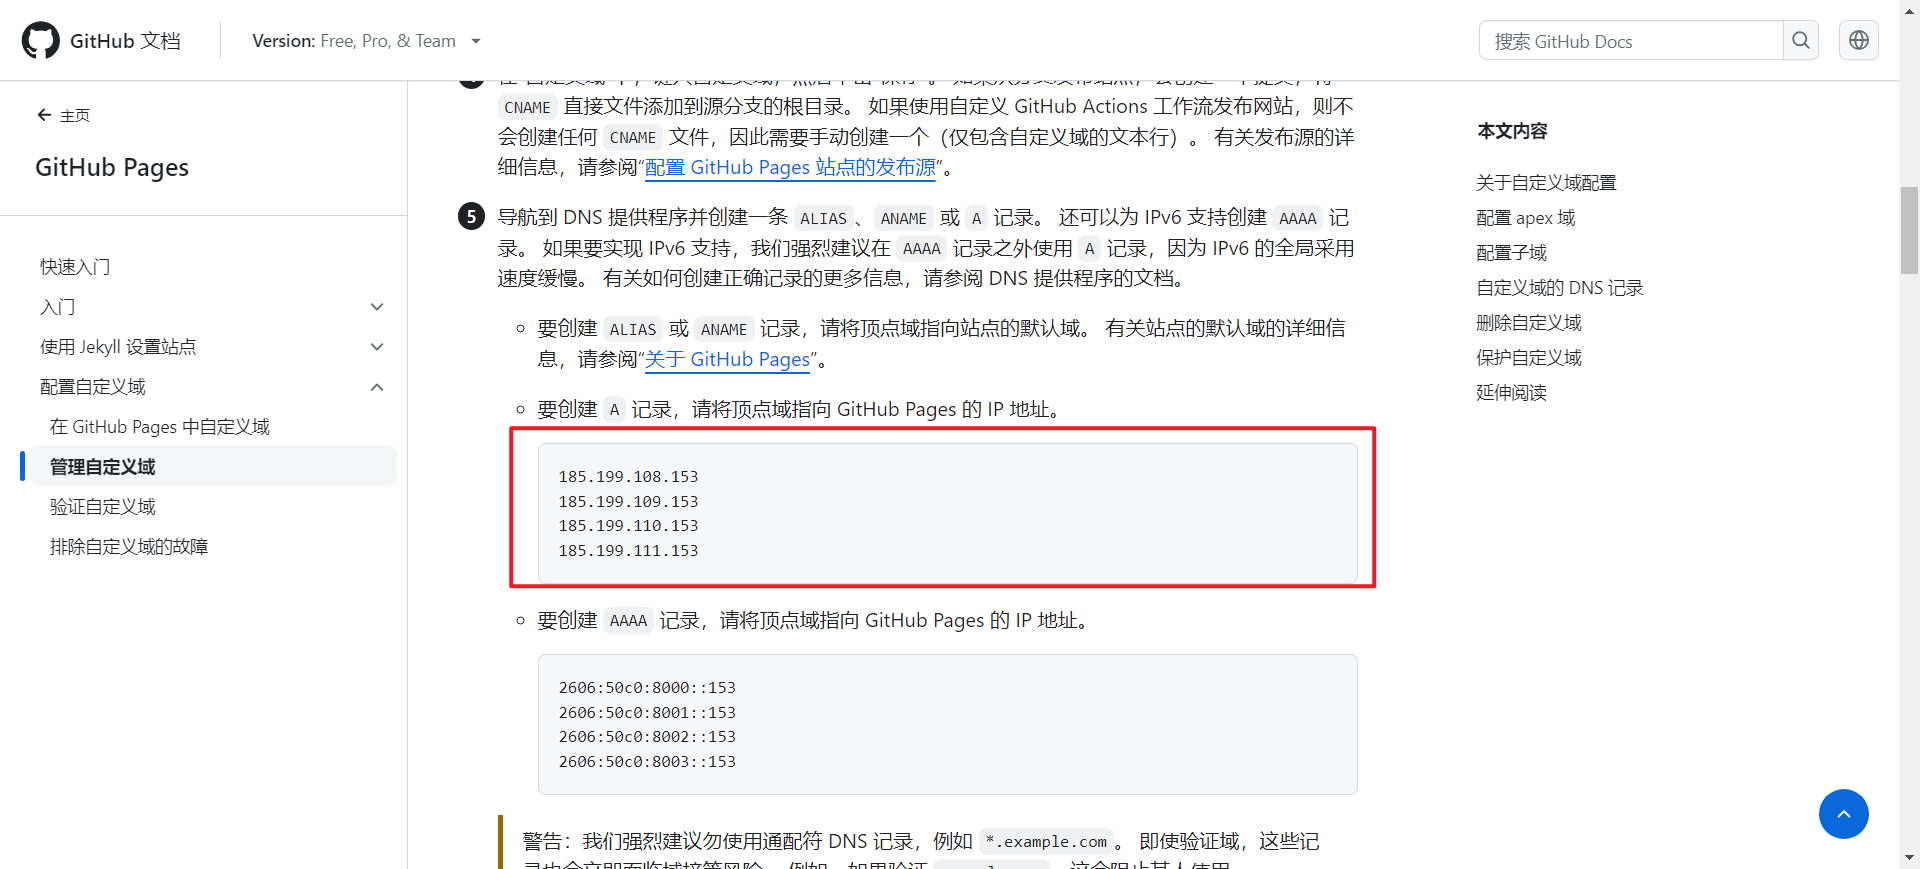 GitHub 文档
Version: Free, Pro, & Team
搜索 GitHub Docs
主页
GitHub Pages
快速入门
入门
使用 Jekyll 设置站点
配置自定义域
在 GitHub Pages 中自定义域
管理自定义域
验证自定义域
排除自定义域的故障
CNAME 直接文件添加到源分支的根目录。 如果使用自定义 GitHub Actions 工作流发布网站，则不
会创建任何 CNAME 文件，因此需要手动创建一个（仅包含自定义域的文本行）。 有关发布源的详
细信息，请参阅“配置 GitHub Pages 站点的发布源”。
5 导航到 DNS 提供程序并创建一条 ALIAS、 ANAME 或 A 记录。 还可以为 IPv6 支持创建 AAAA 记
录。 如果要实现 IPv6 支持，我们强烈建议在 AAAA 记录之外使用 A 记录，因为 IPv6 的全局采用
速度缓慢。 有关如何创建正确记录的更多信息，请参阅 DNS 提供程序的文档。
要创建 ALIAS 或 ANAME 记录，请将顶点域指向站点的默认域。 有关站点的默认域的详细信
息，请参阅“关于 GitHub Pages”。
要创建 A 记录，请将顶点域指向 GitHub Pages 的 IP 地址。
185.199.108.153
185.199.109.153
185.199.110.153
185.199.111.153
要创建 AAAA 记录，请将顶点域指向 GitHub Pages 的 IP 地址。
2606:50c0:8000::153
2606:50c0:8001::153
2606:50c0:8002::153
2606:50c0:8003::153
警告：我们强烈建议勿使用通配符 DNS 记录，例如 *.example.com。 即使验证域，这些记
本文内容
关于自定义域配置
配置 apex 域
配置子域
自定义域的 DNS 记录
删除自定义域
保护自定义域
延伸阅读